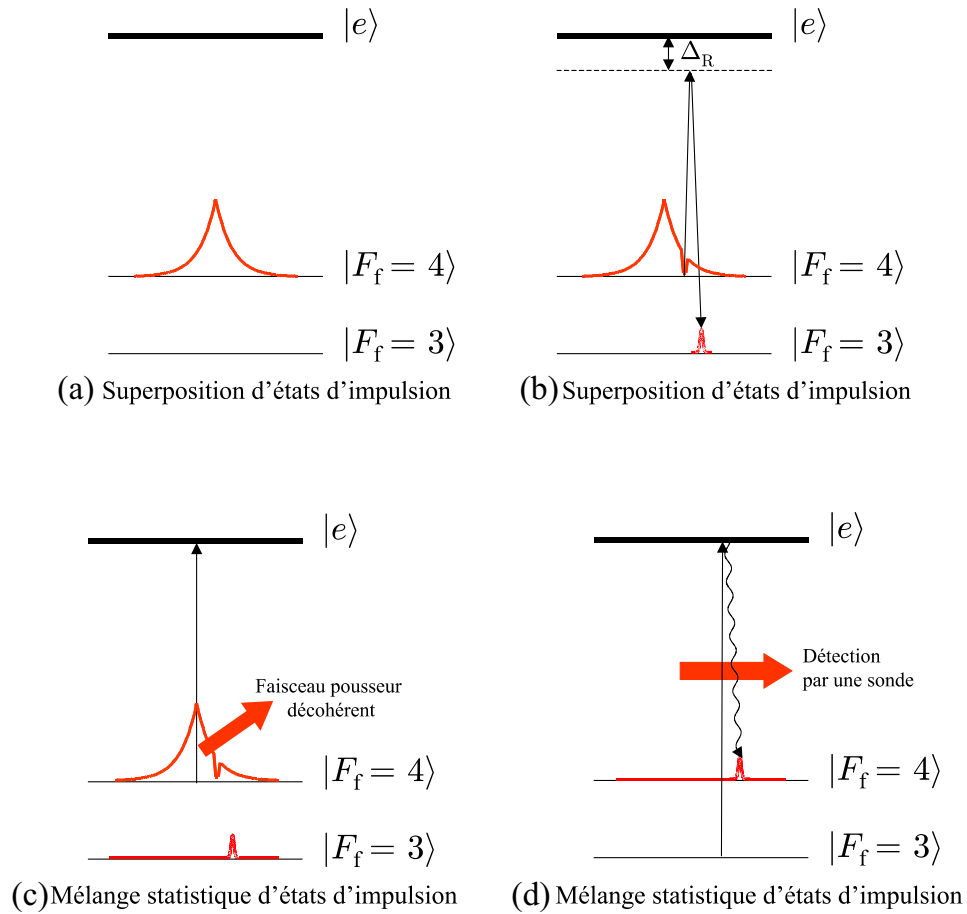 |e⟩
|F_f = 4⟩
|F_f = 3⟩
(a) Superposition d'états d'impulsion
|e⟩
Δ_R
|F_f = 4⟩
|F_f = 3⟩
(b) Superposition d'états d'impulsion
|e⟩
Faisceau pousseur
décohérent
|F_f = 4⟩
|F_f = 3⟩
(c) Mélange statistique d'états d'impulsion
|e⟩
Détection
par une sonde
|F_f = 4⟩
|F_f = 3⟩
(d) Mélange statistique d'états d'impulsion